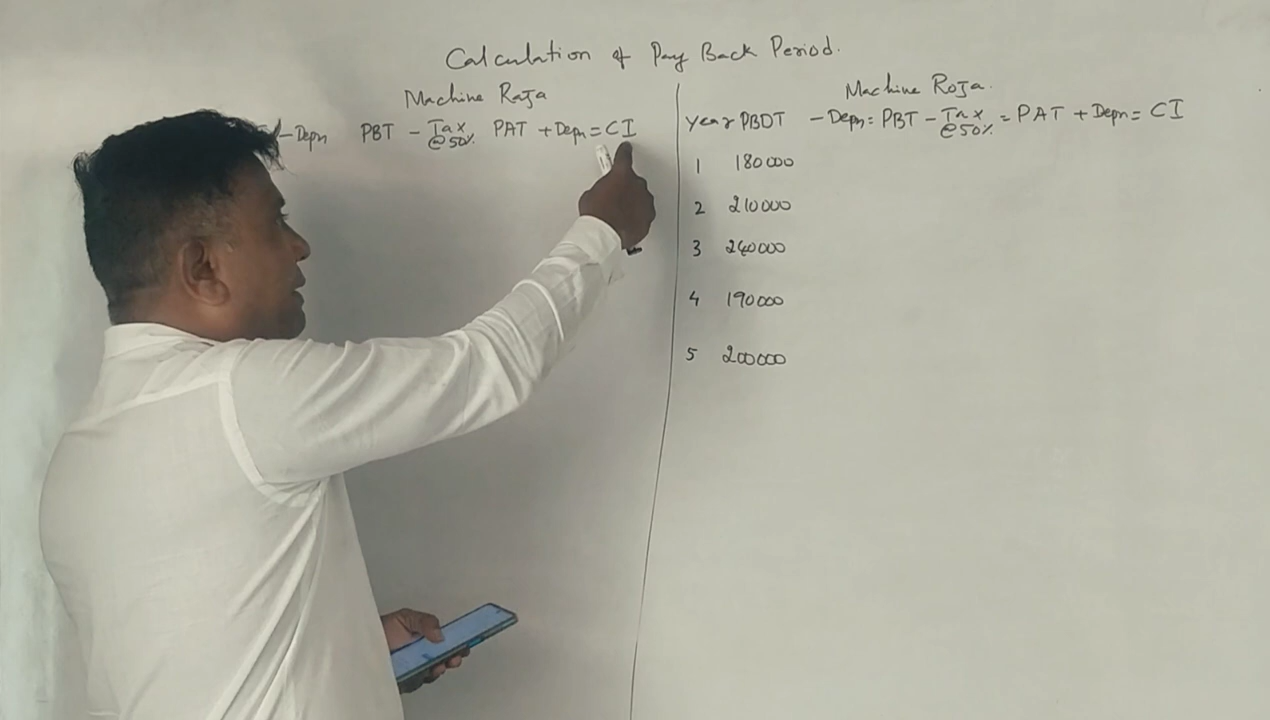 Calculation of Pay Back Period.
Machine Raja
-Depn PBT - Tax @50% PAT + Depn = CI
Machine Roja.
year PBDT - Depn = PBT - Tax @50% = PAT + Depn = CI
1 180000
2 210000
3 240000
4 190000
5 200000